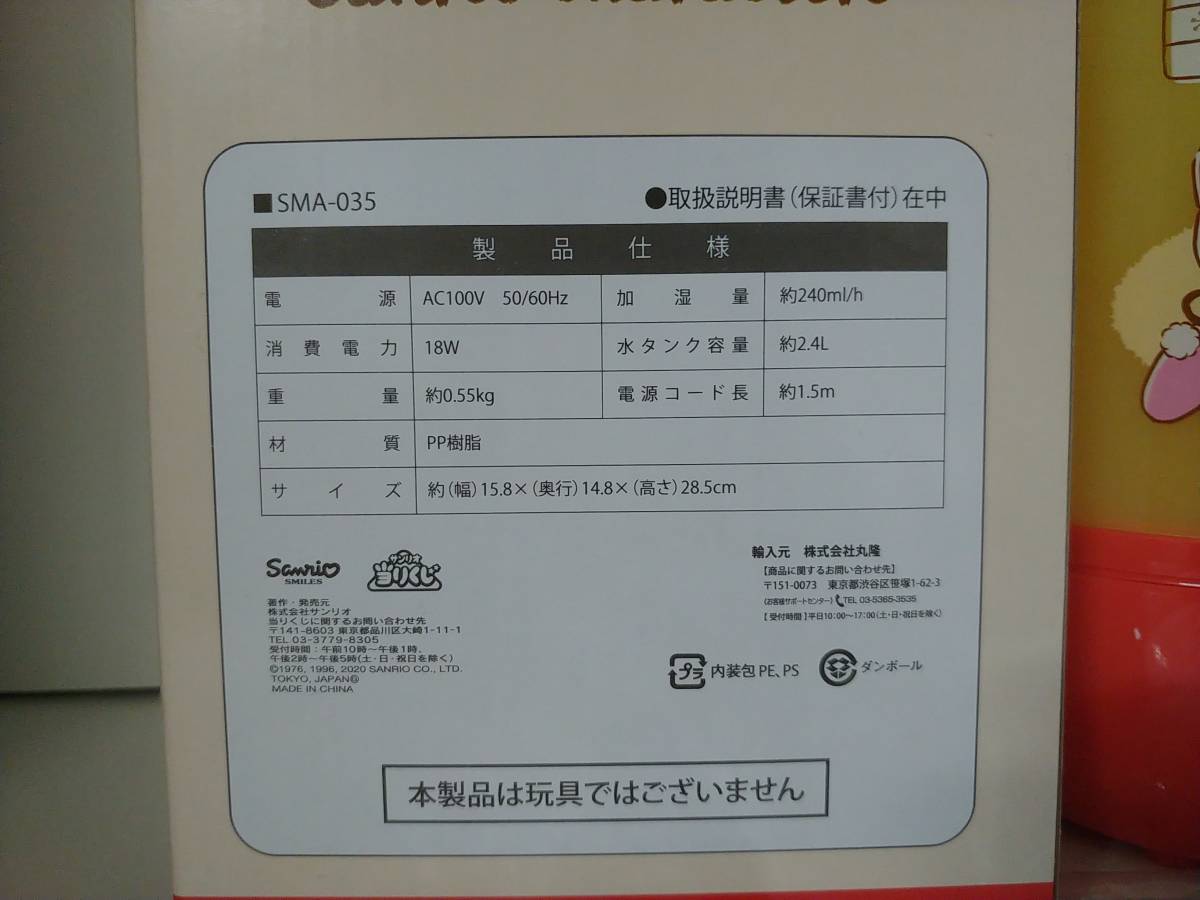 ■SMA-035
●取扱説明書(保証書付)在中
製品仕様
電源 AC100V 50/60Hz 加湿量 約240ml/h
消費電力 18W 水タンク容量 約2.4L
重量 約0.55kg 電源コード長 約1.5m
材質 PP樹脂
サイズ 約(幅)15.8×(奥行)14.8×(高さ)28.5cm
Sanrio
SMILES
サンリオ
当りくじ
著作・発売元
株式会社サンリオ
当りくじに関するお問い合わせ先
〒141-8603 東京都品川区大崎1-11-1
TEL.03-3779-8305
受付時間:午前10時~午後1時、
午後2時~午後5時(土・日・祝日を除く)
©1976, 1996, 2020 SANRIO CO., LTD.
TOKYO, JAPAN Ⓛ
MADE IN CHINA
輸入元 株式会社丸隆
【商品に関するお問い合わせ先】
〒151-0073 東京都渋谷区笹塚1-62-3
(お客様サポートセンター) TEL 03-5365-3535
【受付時間】平日10:00~17:00(土・日・祝日を除く)
プラ 内装包 PE、PS
ダンボール
本製品は玩具ではございません